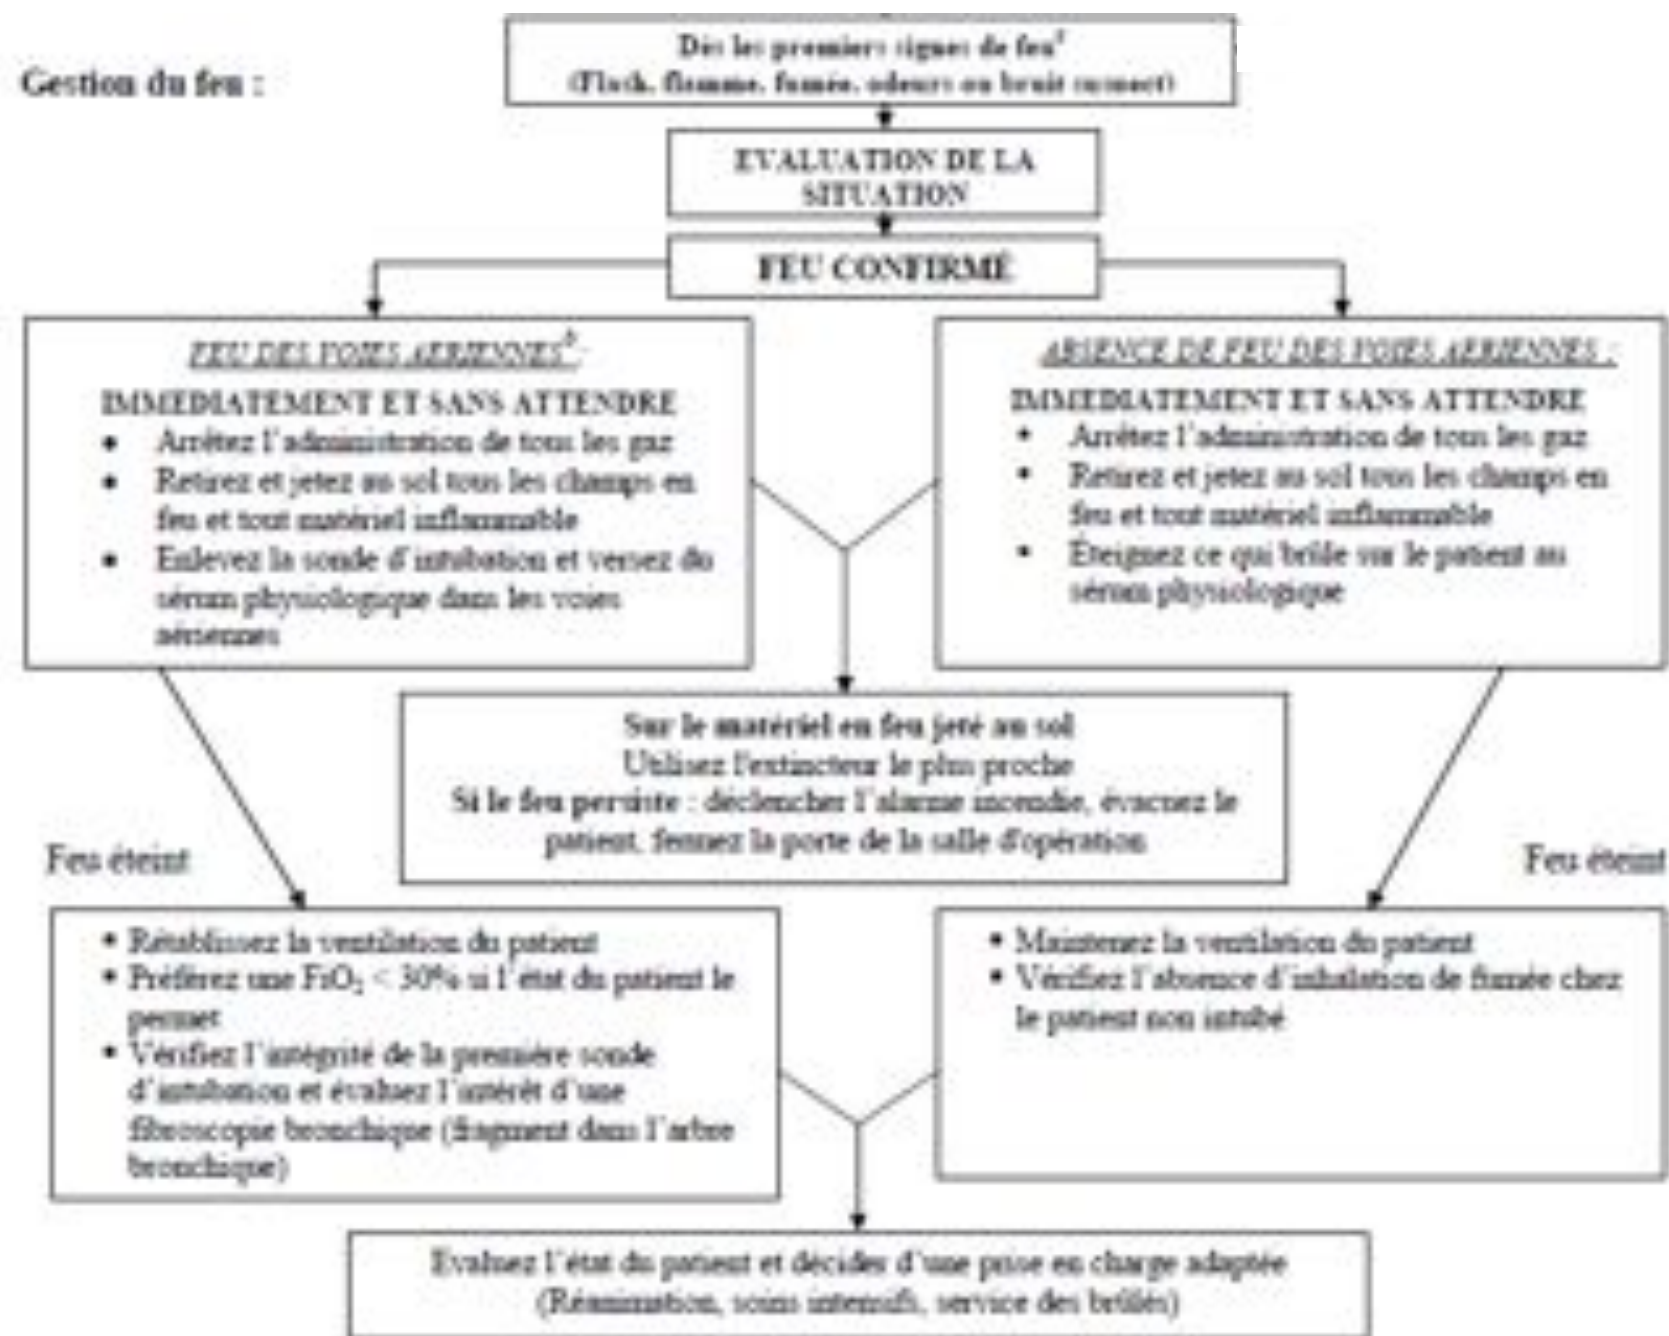 Gestion du feu :
Dès les premiers signes de feu
(Flash, flamme, fumée, odeurs ou bruit suspect)
EVALUATION DE LA
SITUATION
FEU CONFIRMÉ
FEU DES VOIES AERIENNES :
IMMEDIATEMENT ET SANS ATTENDRE
• Arrêtez l'administration de tous les gaz
• Retirez et jetez au sol tous les champs en
feu et tout matériel inflammable
• Enlevez la sonde d'intubation et versez du
sérum physiologique dans les voies
aériennes
ABSENCE DE FEU DES VOIES AERIENNES :
IMMEDIATEMENT ET SANS ATTENDRE
• Arrêtez l'administration de tous les gaz
• Retirez et jetez au sol tous les champs en
feu et tout matériel inflammable
• Éteignez ce qui brûle sur le patient au
sérum physiologique
Sur le matériel en feu jeté au sol
Utilisez l'extincteur le plus proche
Si le feu persiste : déclencher l'alarme incendie, évacuez le
patient, fermez la porte de la salle d'opération
Feu éteint
Feu éteint
• Rétablissez la ventilation du patient
• Préférez une FiO₂ < 30% si l'état du patient le
permet
• Vérifiez l'intégrité de la première sonde
d'intubation et évaluez l'intérêt d'une
fibroscopie bronchique (fragment dans l'arbre
bronchique)
• Maintenez la ventilation du patient
• Vérifiez l'absence d'inhalation de fumée chez
le patient non intubé
Evaluez l'état du patient et décider d'une prise en charge adaptée
(Réanimation, soins intensifs, service des brûlés)